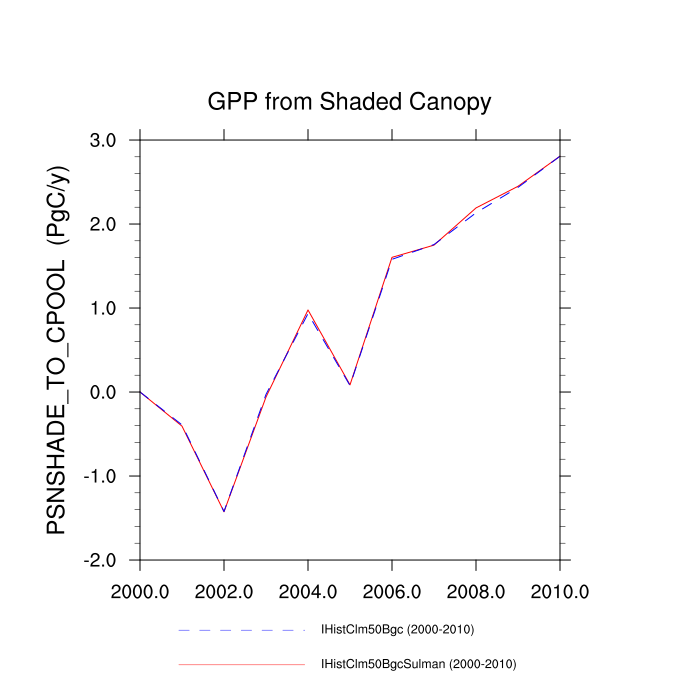 GPP from Shaded Canopy
PSNSHADE_TO_CPOOL (PgC/y)
3.0
2.0
1.0
0.0
-1.0
-2.0
2000.0 2002.0 2004.0 2006.0 2008.0 2010.0
IHistClm50Bgc (2000-2010)
IHistClm50BgcSulman (2000-2010)